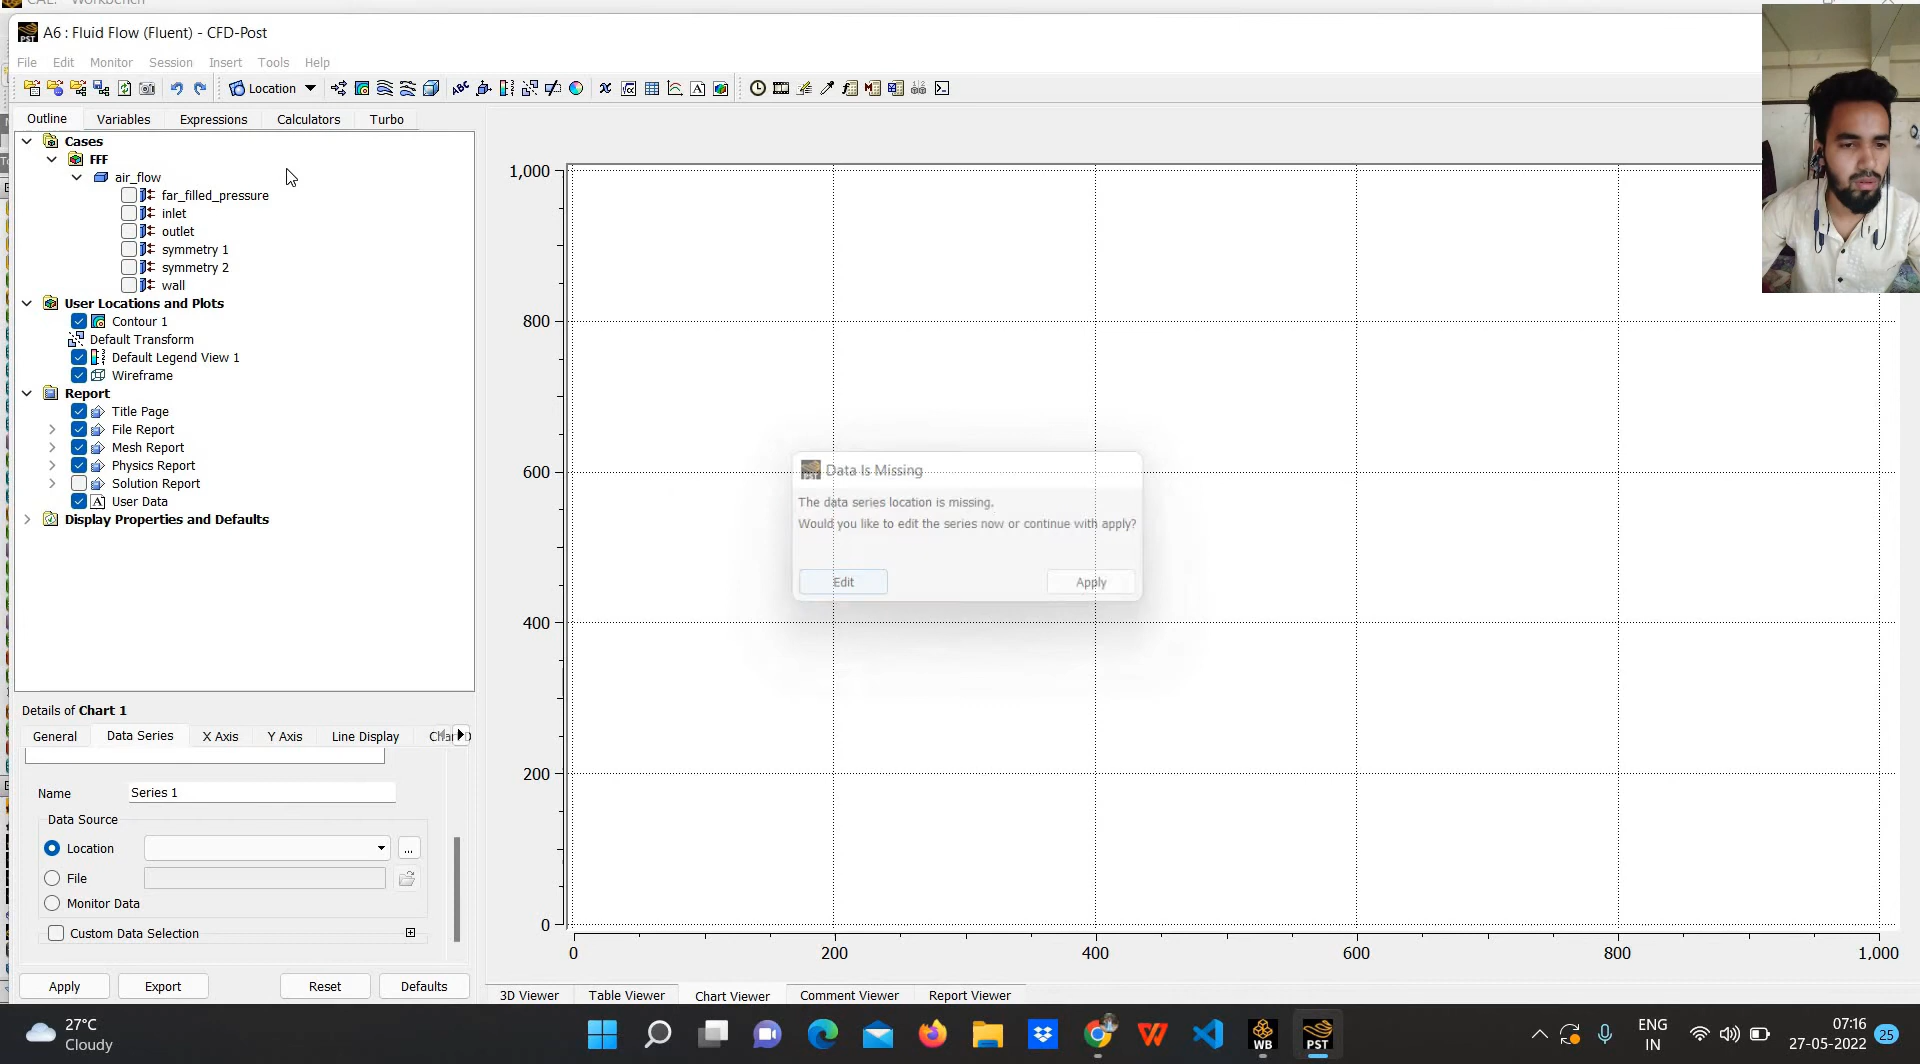 A6 : Fluid Flow (Fluent) - CFD-Post
File Edit Monitor Session Insert Tools Help
Location
Outline Variables Expressions Calculators Turbo
Cases
FFF
air_flow
far_filled_pressure
inlet
outlet
symmetry 1
symmetry 2
wall
User Locations and Plots
Contour 1
Default Transform
Default Legend View 1
Wireframe
Report
Title Page
File Report
Mesh Report
Physics Report
Solution Report
User Data
Display Properties and Defaults
Details of Chart 1
General Data Series X Axis Y Axis Line Display
Name Series 1
Data Source
Location
...
File
Monitor Data
Custom Data Selection
Apply Export Reset Defaults
1,000
800
600
400
200
0
0 200 400 600 800 1,000
Data Is Missing
The data series location is missing.
Would you like to edit the series now or continue with apply?
Edit Apply
3D Viewer Table Viewer Chart Viewer Comment Viewer Report Viewer
27°C
Cloudy
WB
PST
ENG
IN
07:16
27-05-2022
25